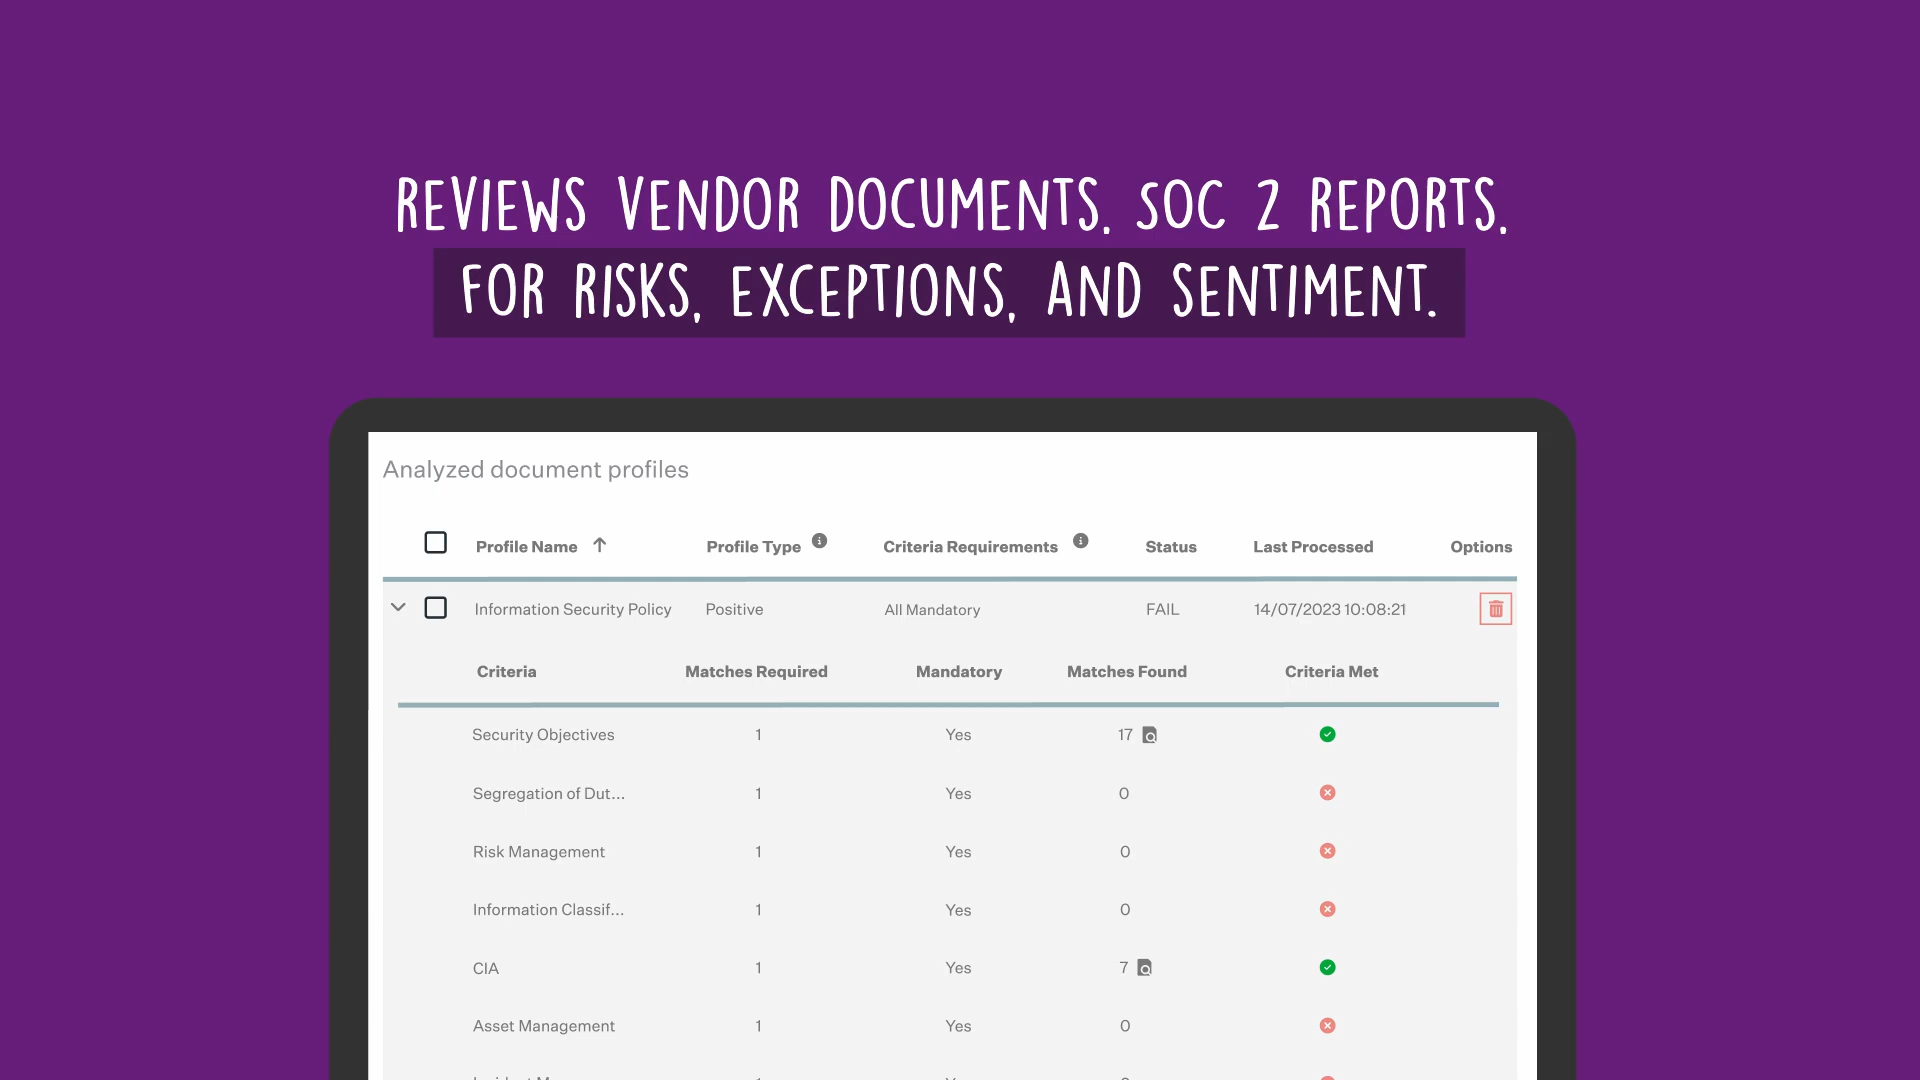 REVIEWS VENDOR DOCUMENTS, SOC 2 REPORTS,
FOR RISKS, EXCEPTIONS, AND SENTIMENT.
Analyzed document profiles
Profile Name Profile Type Criteria Requirements Status Last Processed Options
Information Security Policy Positive All Mandatory FAIL 14/07/2023 10:08:21
Criteria Matches Required Mandatory Matches Found Criteria Met
Security Objectives 1 Yes 17
Segregation of Dut... 1 Yes 0
Risk Management 1 Yes 0
Information Classif... 1 Yes 0
CIA 1 Yes 7
Asset Management 1 Yes 0